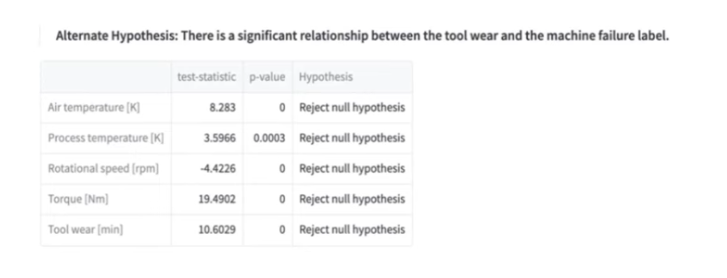 Alternate Hypothesis: There is a significant relationship between the tool wear and the machine failure label.
test-statistic p-value Hypothesis
Air temperature [K] 8.283 0 Reject null hypothesis
Process temperature [K] 3.5966 0.0003 Reject null hypothesis
Rotational speed [rpm] -4.4226 0 Reject null hypothesis
Torque [Nm] 19.4902 0 Reject null hypothesis
Tool wear [min] 10.6029 0 Reject null hypothesis